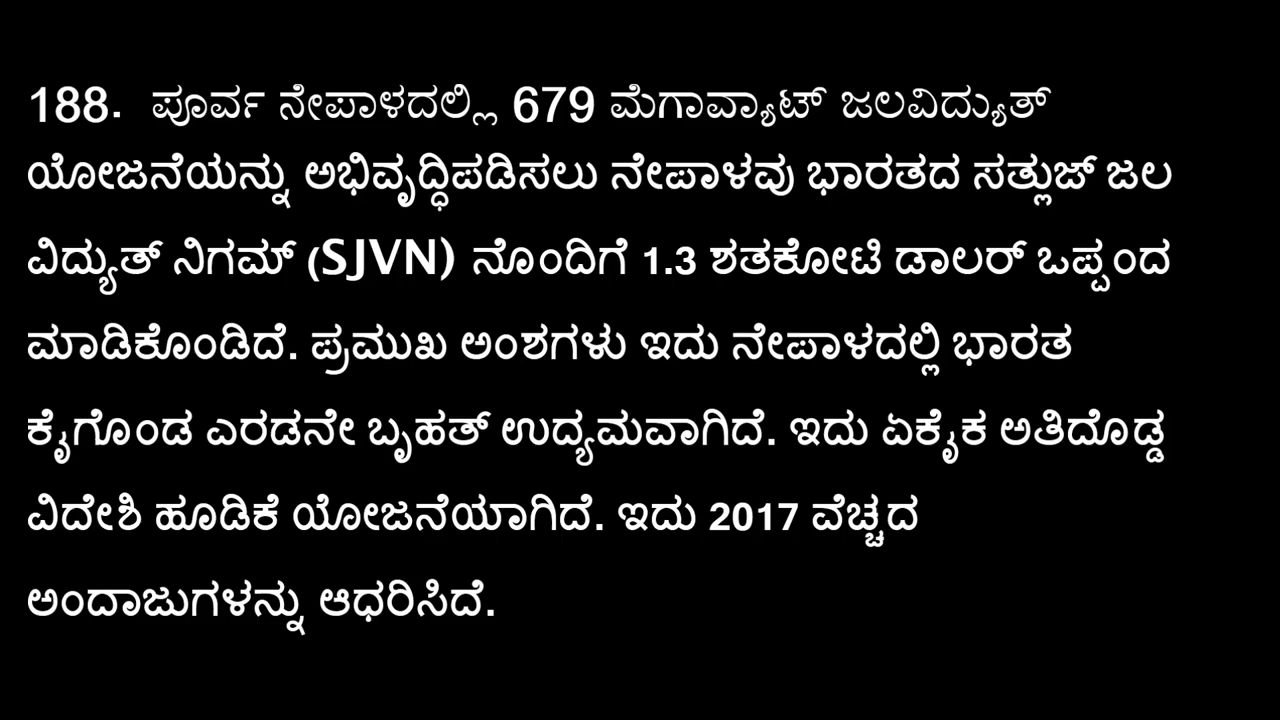 188. ಪೂರ್ವ ನೇಪಾಳದಲ್ಲಿ 679 ಮೆಗಾವ್ಯಾಟ್ ಜಲವಿದ್ಯುತ್
ಯೋಜನೆಯನ್ನು ಅಭಿವೃದ್ಧಿಪಡಿಸಲು ನೇಪಾಳವು ಭಾರತದ ಸತ್ಲುಜ್ ಜಲ
ವಿದ್ಯುತ್ ನಿಗಮ್ (SJVN) ನೊಂದಿಗೆ 1.3 ಶತಕೋಟಿ ಡಾಲರ್ ಒಪ್ಪಂದ
ಮಾಡಿಕೊಂಡಿದೆ. ಪ್ರಮುಖ ಅಂಶಗಳು ಇದು ನೇಪಾಳದಲ್ಲಿ ಭಾರತ
ಕೈಗೊಂಡ ಎರಡನೇ ಬೃಹತ್ ಉದ್ಯಮವಾಗಿದೆ. ಇದು ಏಕೈಕ ಅತಿದೊಡ್ಡ
ವಿದೇಶಿ ಹೂಡಿಕೆ ಯೋಜನೆಯಾಗಿದೆ. ಇದು 2017 ವೆಚ್ಚದ
ಅಂದಾಜುಗಳನ್ನು ಆಧರಿಸಿದೆ.